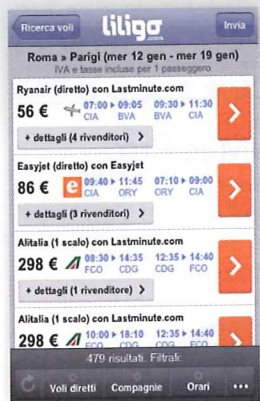 Ricerca voli liligo .com Invia
Roma » Parigi (mer 12 gen - mer 19 gen)
IVA e tasse incluse per 1 passeggero
Ryanair (diretto) con Lastminute.com
56 € 07:00 ▸ 09:05 09:30 ▸ 11:30
CIA BVA BVA CIA
+ dettagli (4 rivenditori) >
Easyjet (diretto) con Easyjet
86 € e 09:40 ▸ 11:45 07:10 ▸ 09:00
CIA ORY ORY CIA
+ dettagli (3 rivenditori) >
Alitalia (1 scalo) con Lastminute.com
298 € 08:30 ▸ 14:35 12:35 ▸ 14:40
FCO CDG CDG FCO
+ dettagli (1 rivenditore) >
Alitalia (1 scalo) con Lastminute.com
298 € 10:00 ▸ 18:10 12:35 ▸ 14:40
FCO CDG CDG FCO
479 risultati. Filtrali:
Voli diretti Compagnie Orari •••